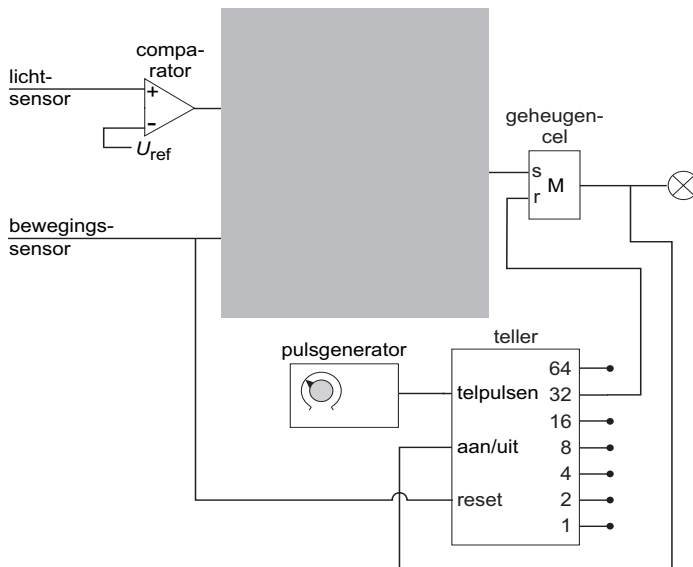 compa-
rator
licht-
sensor
+
-
Uref
geheugen-
cel
s
M
r
bewegings-
sensor
pulsgenerator
teller
64
telpulsen
32
16
aan/uit
8
4
reset
2
1